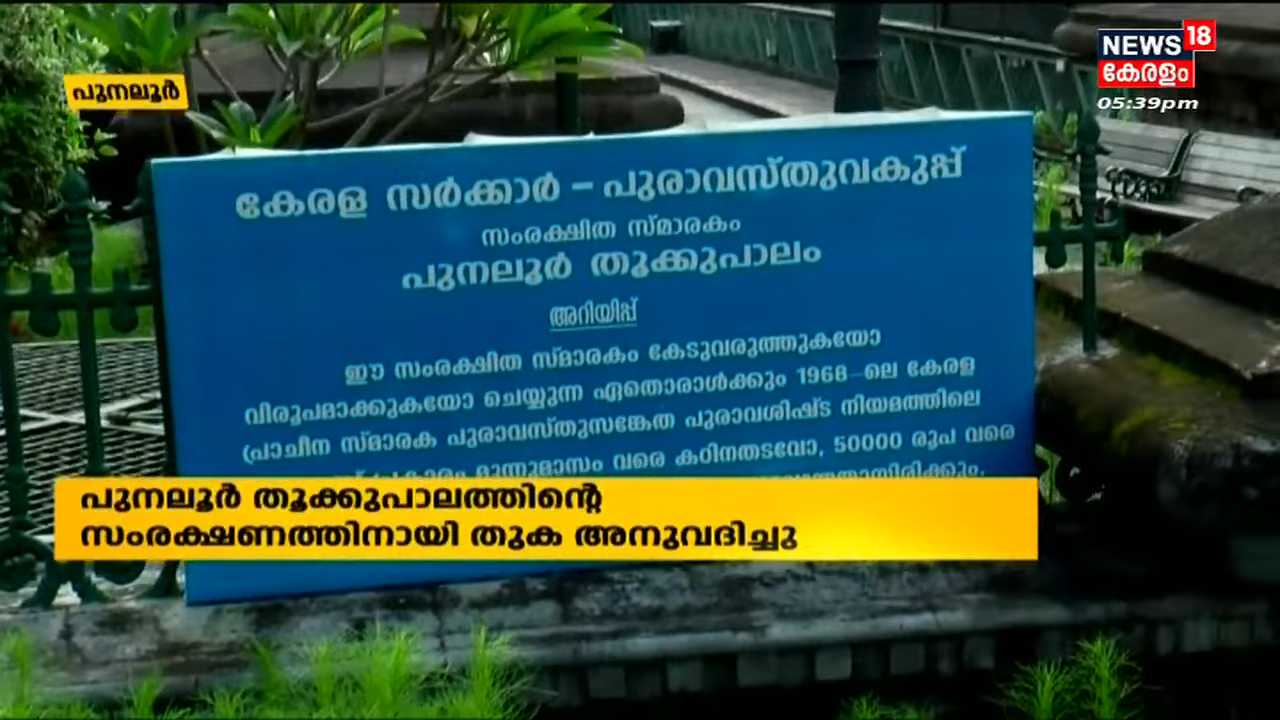 NEWS 18
കേരളം
05:39pm
പുനലൂർ
കേരള സർക്കാർ – പുരാവസ്തുവകുപ്പ്
സംരക്ഷിത സ്മാരകം
പുനലൂർ തൂക്കുപാലം
അറിയിപ്പ്
ഈ സംരക്ഷിത സ്മാരകം കേടുവരുത്തുകയോ
വിരൂപമാക്കുകയോ ചെയ്യുന്ന ഏതൊരാൾക്കും 1968-ലെ കേരള
പ്രാചീന സ്മാരക പുരാവസ്തുസങ്കേത പുരാവശിഷ്ട നിയമത്തിലെ
പ്രകാരം മൂന്നുമാസം വരെ കഠിനതടവോ, 50000 രൂപ വരെ
പുനലൂർ തൂക്കുപാലത്തിന്റെ
സംരക്ഷണത്തിനായി തുക അനുവദിച്ചു